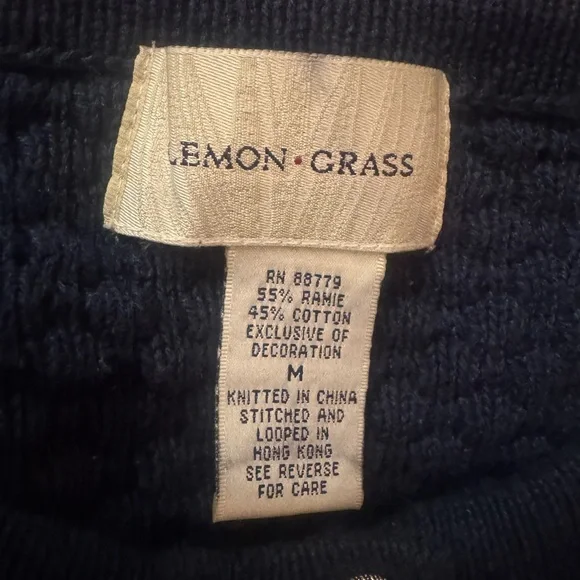 LEMON · GRASS
RN 88779
55% RAMIE
45% COTTON
EXCLUSIVE OF
DECORATION
M
KNITTED IN CHINA
STITCHED AND
LOOPED IN
HONG KONG
SEE REVERSE
FOR CARE